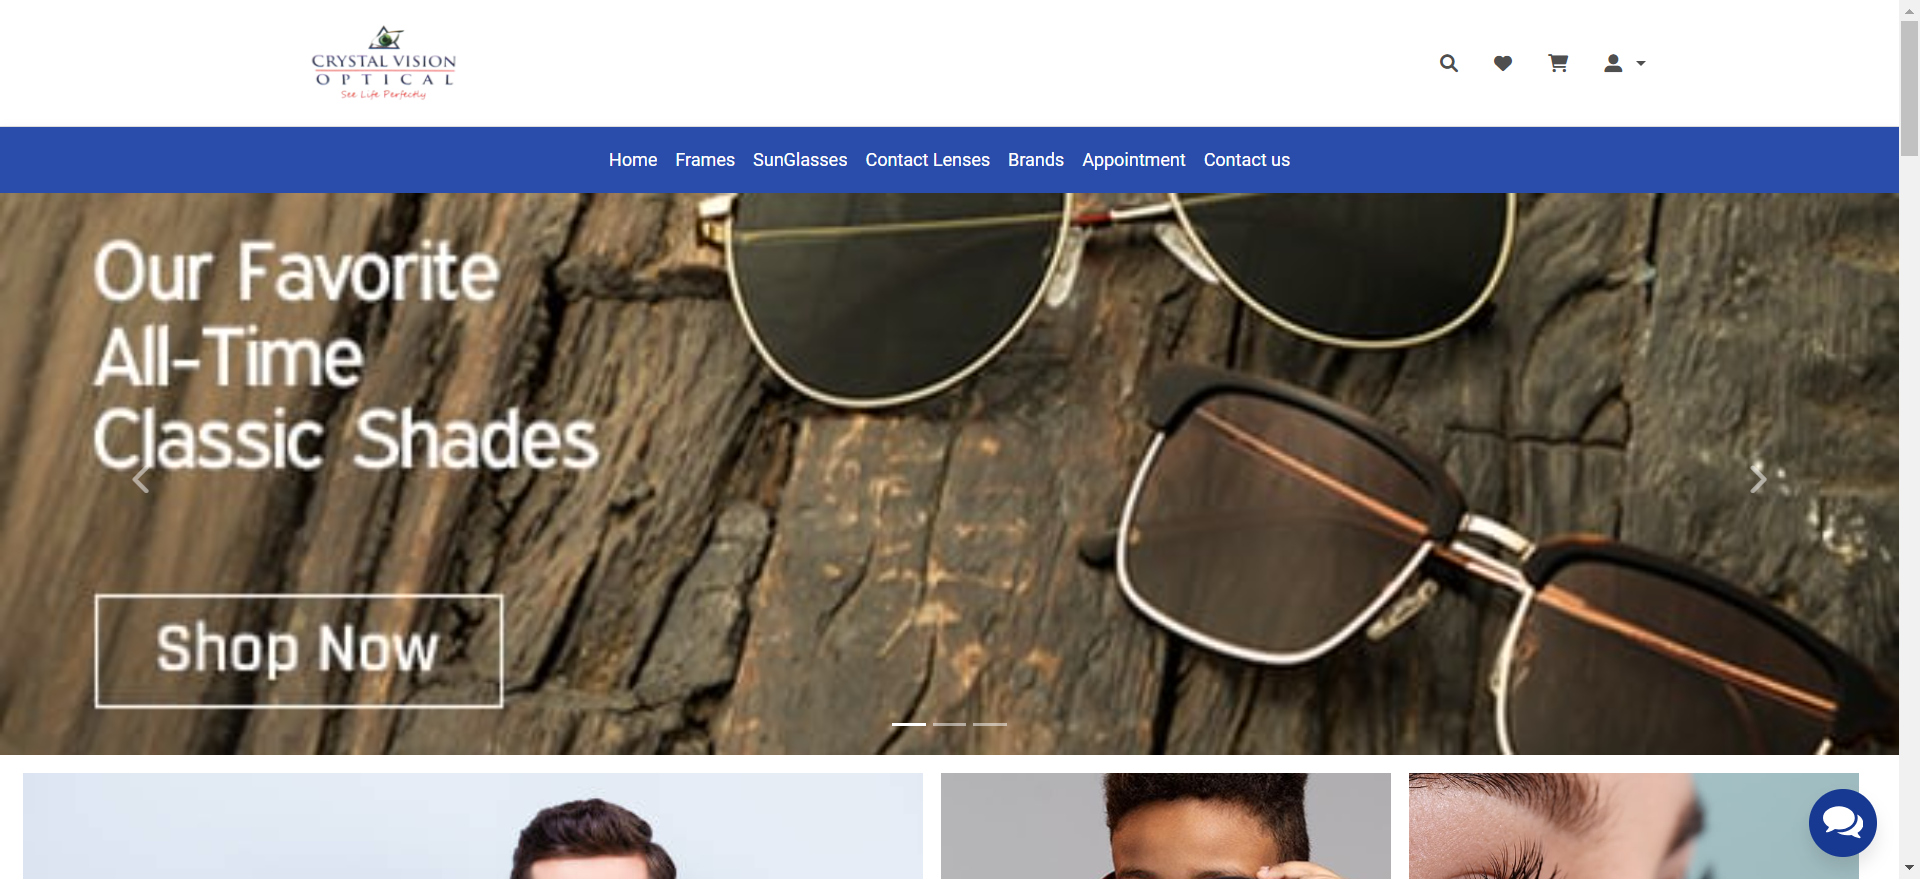 CRYSTAL VISION
OPTICAL
See Life Perfectly
Home Frames SunGlasses Contact Lenses Brands Appointment Contact us
Our Favorite
All-Time
Classic Shades
Shop Now